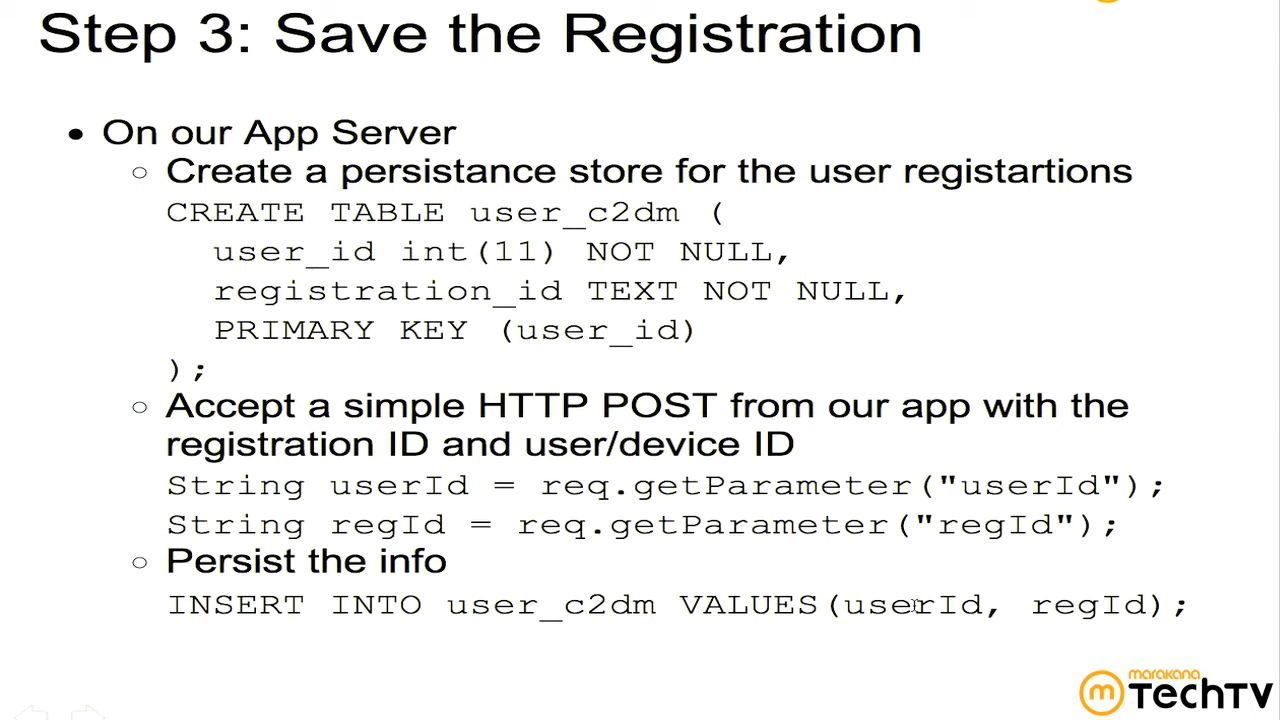 Step 3: Save the Registration
• On our App Server
○ Create a persistance store for the user registartions
CREATE TABLE user_c2dm (
user_id int(11) NOT NULL,
registration_id TEXT NOT NULL,
PRIMARY KEY (user_id)
);
○ Accept a simple HTTP POST from our app with the
registration ID and user/device ID
String userId = req.getParameter("userId");
String regId = req.getParameter("regId");
○ Persist the info
INSERT INTO user_c2dm VALUES(userId, regId);
marakana
TechTV